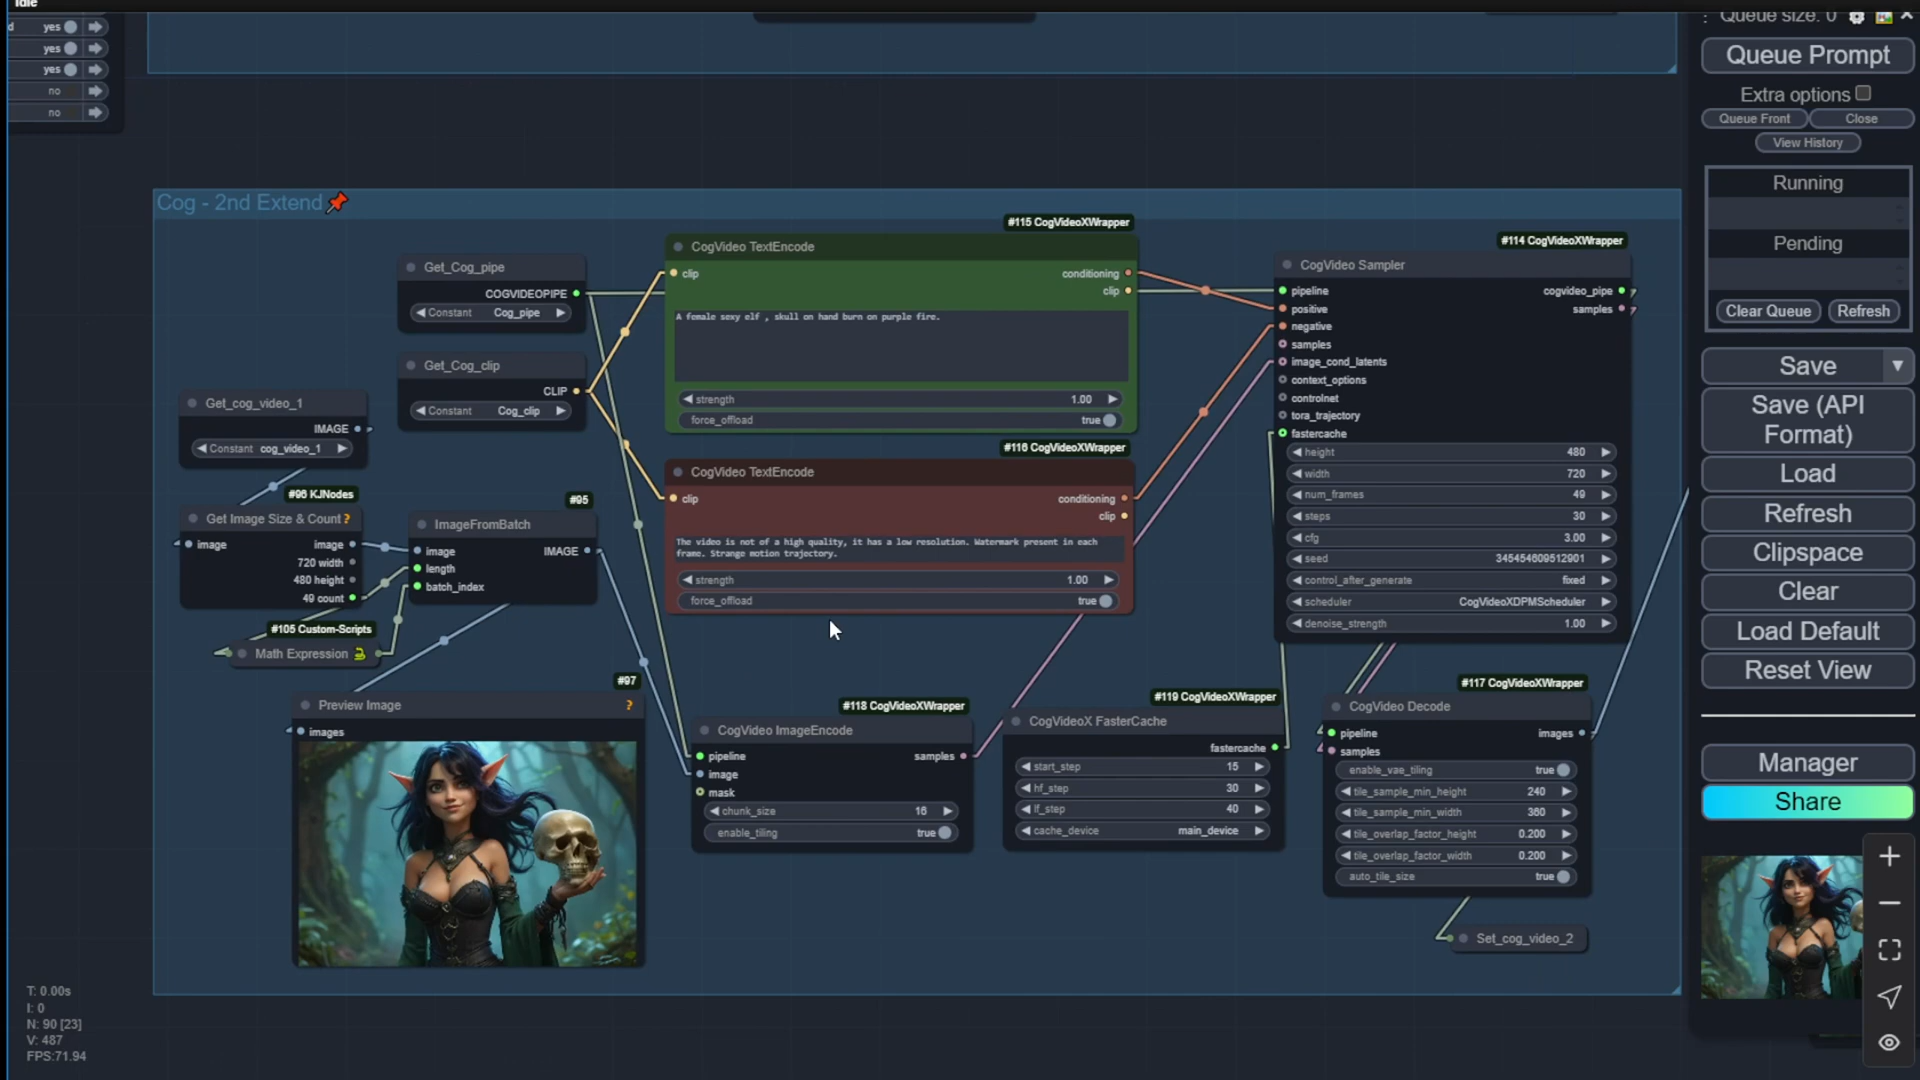 Idle
yes
yes
yes
no
no
Cog - 2nd Extend
#115 CogVideoXWrapper
CogVideo TextEncode
clip
conditioning
clip
A female sexy elf , skull on hand burn on purple fire.
strength 1.00
force_offload true
#116 CogVideoXWrapper
CogVideo TextEncode
clip
conditioning
clip
The video is not of a high quality, it has a low resolution. Watermark present in each
frame. Strange motion trajectory.
strength 1.00
force_offload true
Get_Cog_pipe
COGVIDEOPIPE
Constant Cog_pipe
Get_Cog_clip
CLIP
Constant Cog_clip
Get_cog_video_1
IMAGE
Constant cog_video_1
#96 KJNodes
Get Image Size & Count ?
image image
720 width
480 height
49 count
#95
ImageFromBatch
image IMAGE
length
batch_index
#105 Custom-Scripts
Math Expression
#97
Preview Image ?
images
#118 CogVideoXWrapper
CogVideo ImageEncode
pipeline samples
image
mask
chunk_size 16
enable_tiling true
#119 CogVideoXWrapper
CogVideoX FasterCache
fastercache
start_step 15
hf_step 30
lf_step 40
cache_device main_device
#114 CogVideoXWrapper
CogVideo Sampler
pipeline cogvideo_pipe
positive samples
negative
samples
image_cond_latents
context_options
controlnet
tora_trajectory
fastercache
height 480
width 720
num_frames 49
steps 30
cfg 3.00
seed 345454609512901
control_after_generate fixed
scheduler CogVideoXDPMScheduler
denoise_strength 1.00
#117 CogVideoXWrapper
CogVideo Decode
pipeline images
samples
enable_vae_tiling true
tile_sample_min_height 240
tile_sample_min_width 360
tile_overlap_factor_height 0.200
tile_overlap_factor_width 0.200
auto_tile_size true
Set_cog_video_2
Queue size: 0
Queue Prompt
Extra options
Queue Front Close
View History
Running
Pending
Clear Queue Refresh
Save
Save (API
Format)
Load
Refresh
Clipspace
Clear
Load Default
Reset View
Manager
Share
T: 0.00s
I: 0
N: 90 [23]
V: 487
FPS:71.94